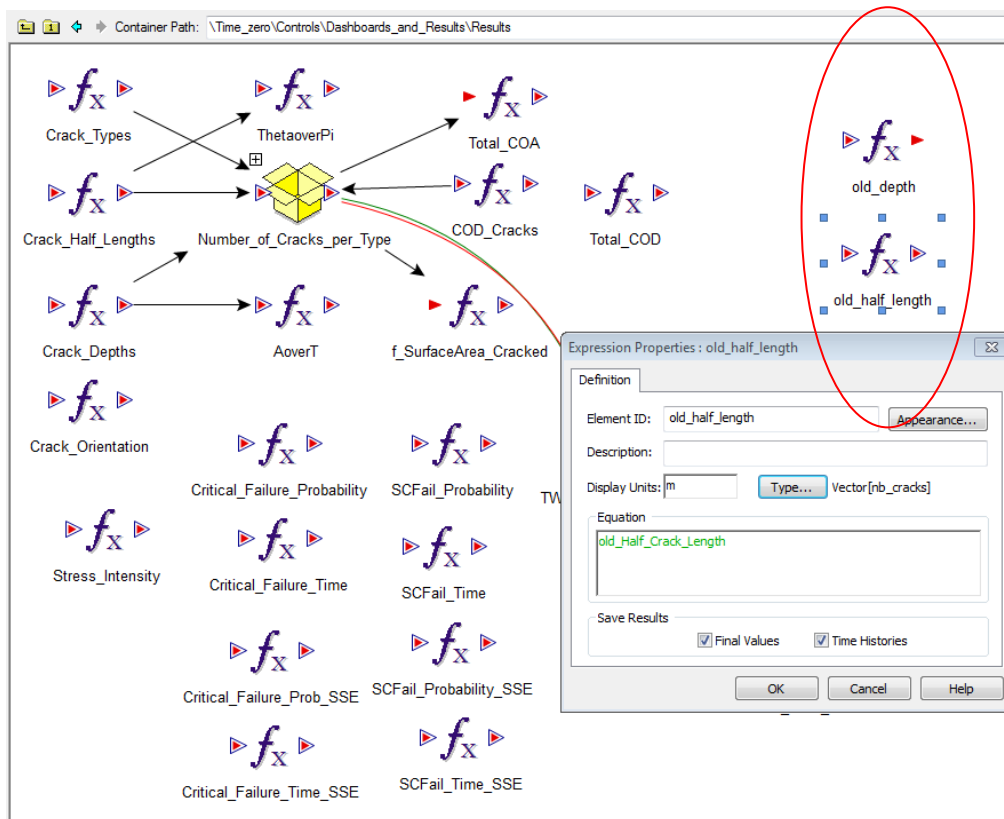 Container Path: \Time_zero\Controls\Dashboards_and_Results\Results
Crack_Types
ThetaoverPi
Total_COA
old_depth
Crack_Half_Lengths
Number_of_Cracks_per_Type
COD_Cracks
Total_COD
old_half_length
Crack_Depths
AoverT
f_SurfaceArea_Cracked
Crack_Orientation
Critical_Failure_Probability
SCFail_Probability
TW
Stress_Intensity
Critical_Failure_Time
SCFail_Time
Critical_Failure_Prob_SSE
SCFail_Probability_SSE
Critical_Failure_Time_SSE
SCFail_Time_SSE
Expression Properties : old_half_length
Definition
Element ID: old_half_length Appearance...
Description:
Display Units: m Type... Vector[nb_cracks]
Equation
old_Half_Crack_Length
Save Results
Final Values Time Histories
OK Cancel Help